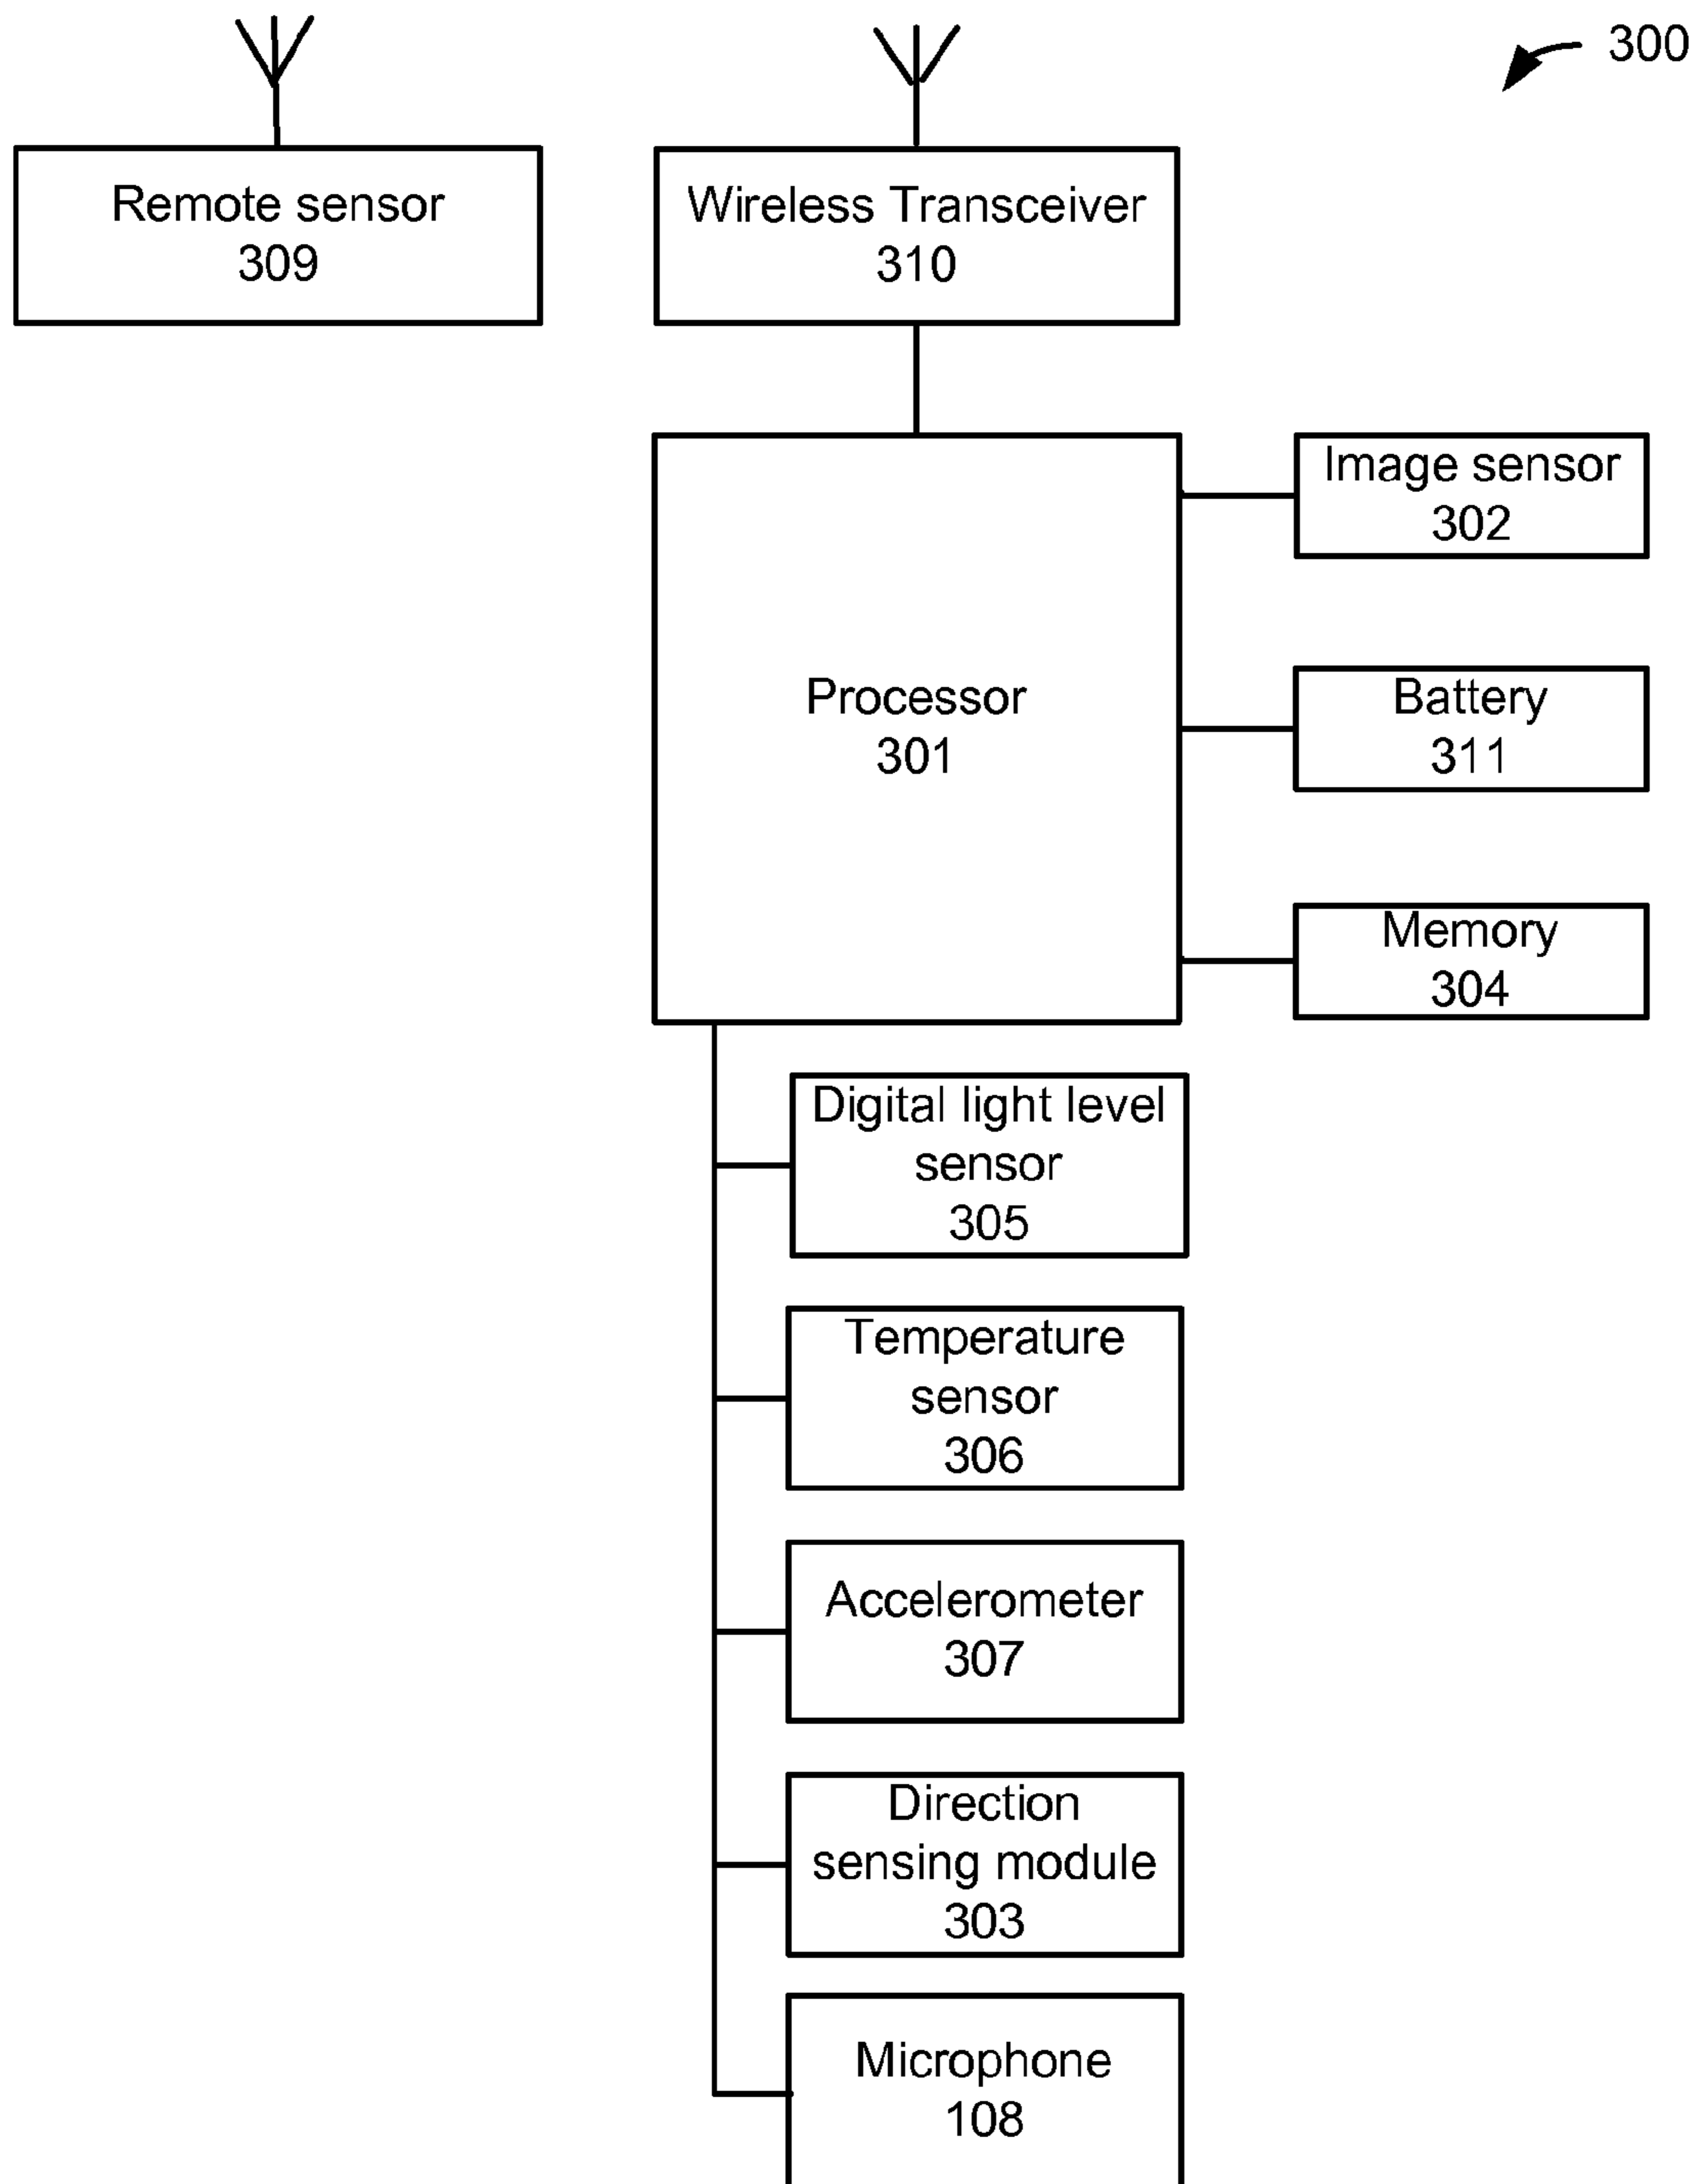 300
Remote sensor
309
Wireless Transceiver
310
Processor
301
Image sensor
302
Battery
311
Memory
304
Digital light level
sensor
305
Temperature
sensor
306
Accelerometer
307
Direction
sensing module
303
Microphone
108